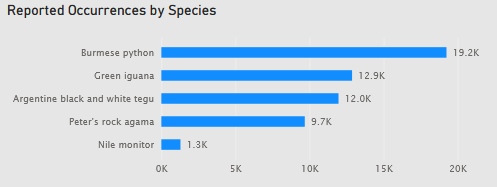 Reported Occurrences by Species
Burmese python 19.2K
Green iguana 12.9K
Argentine black and white tegu 12.0K
Peter's rock agama 9.7K
Nile monitor 1.3K
0K 5K 10K 15K 20K